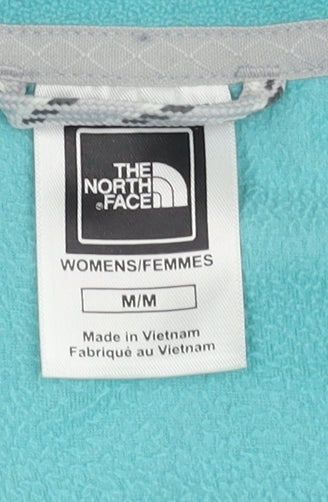 THE
NORTH
FACE
WOMENS/FEMMES
M/M
Made in Vietnam
Fabriqué au Vietnam